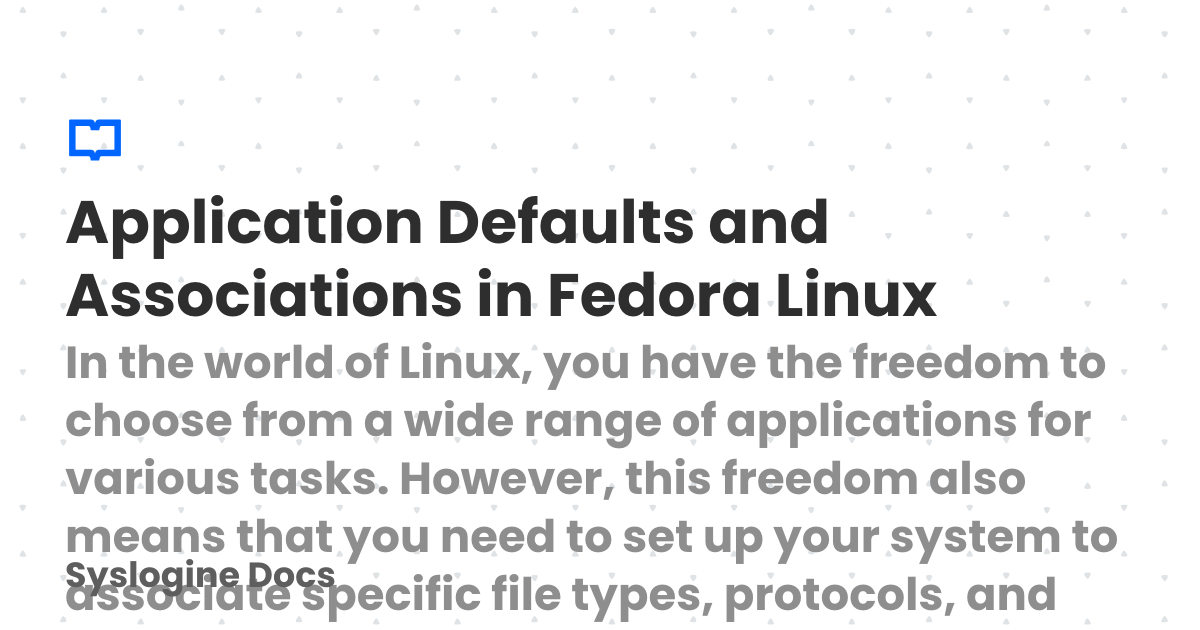 Application Defaults and
Associations in Fedora Linux
In the world of Linux, you have the freedom to
choose from a wide range of applications for
various tasks. However, this freedom also
means that you need to set up your system to
Syslogine Docs
associate specific file types, protocols, and